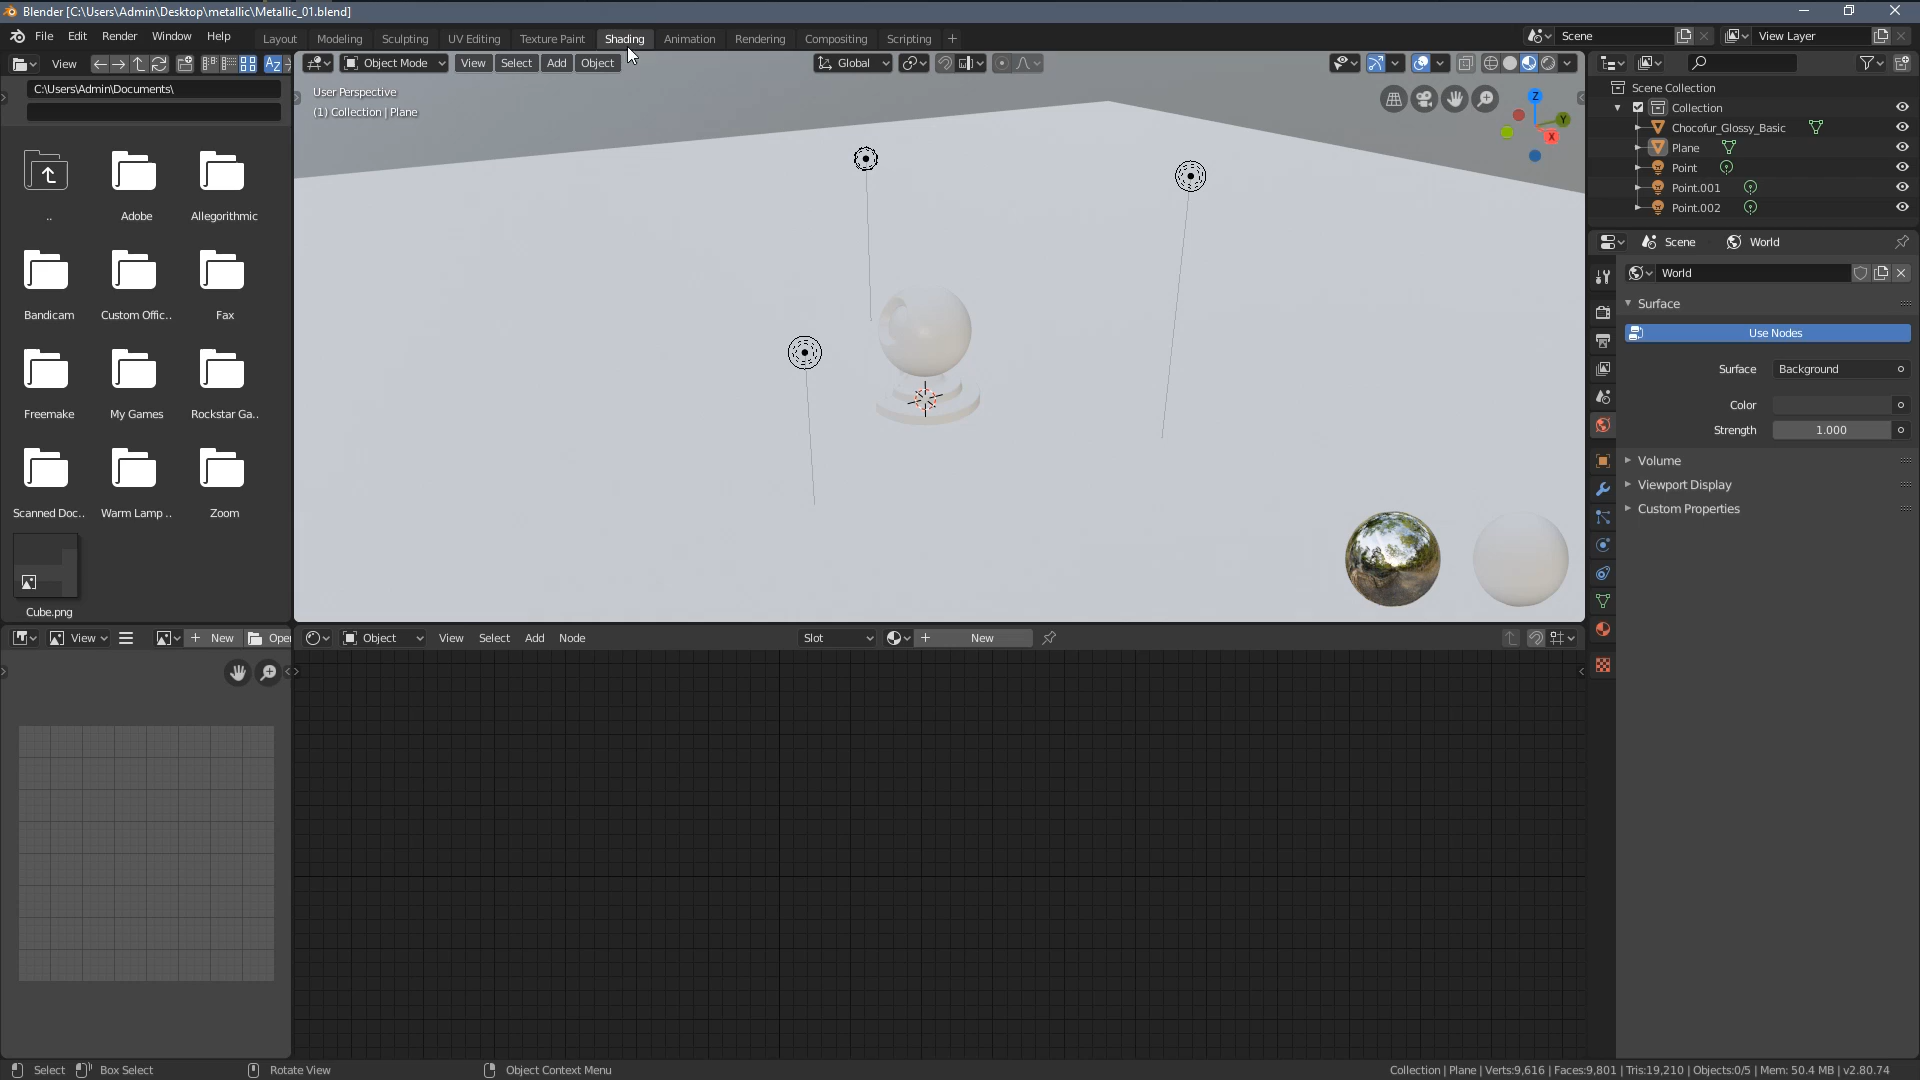 Blender [C:\Users\Admin\Desktop\metallic\Metallic_01.blend]
File Edit Render Window Help
Layout Modeling Sculpting UV Editing Texture Paint Shading Animation Rendering Compositing Scripting
Scene
View Layer
View
AZ
Object Mode View Select Add Object
Global
C:\Users\Admin\Documents\
User Perspective
(1) Collection | Plane
Z
Y
X
Scene Collection
Collection
Chocofur_Glossy_Basic
Plane
Point
Point.001
Point.002
..
Adobe
Allegorithmic
Bandicam
Custom Offic..
Fax
Freemake
My Games
Rockstar Ga..
Scanned Doc..
Warm Lamp ..
Zoom
Cube.png
Scene World
World
Surface
Use Nodes
Surface Background
Color
Strength 1.000
Volume
Viewport Display
Custom Properties
View New Open
Object View Select Add Node
Slot New
Select Box Select Rotate View Object Context Menu
Collection | Plane | Verts:9,616 | Faces:9,801 | Tris:19,210 | Objects:0/5 | Mem: 50.4 MB | v2.80.74